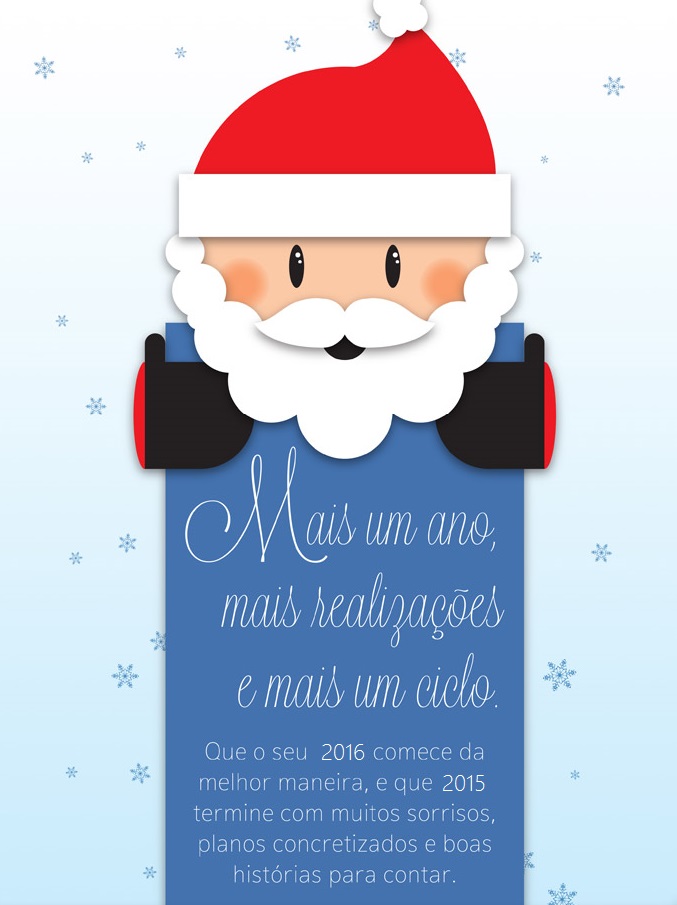 Mais um ano,
mais realizações
e mais um ciclo.
Que o seu 2016 comece da
melhor maneira, e que 2015
termine com muitos sorrisos,
planos concretizados e boas
histórias para contar.